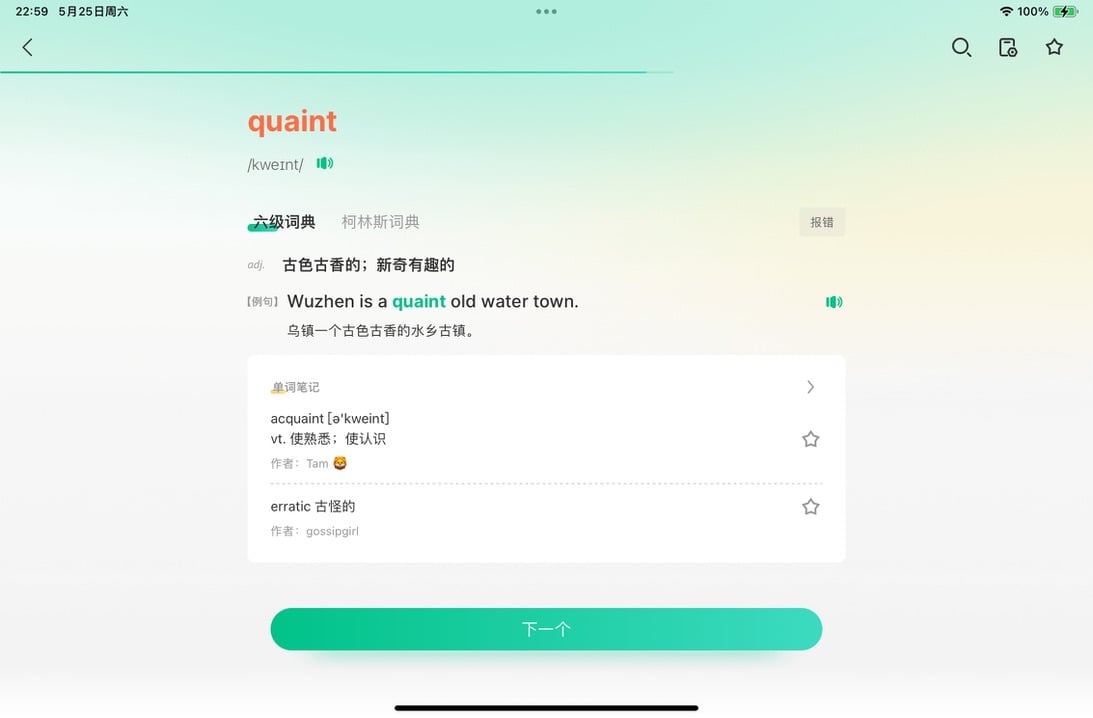 22:59 5月25日周六
100%
quaint
/kweɪnt/
六级词典 柯林斯词典 报错
adj. 古色古香的；新奇有趣的
【例句】 Wuzhen is a quaint old water town.
乌镇一个古色古香的水乡古镇。
单词笔记
acquaint [ə'kweint]
vt. 使熟悉；使认识
作者：Tam 🦁
erratic 古怪的
作者：gossipgirl
下一个